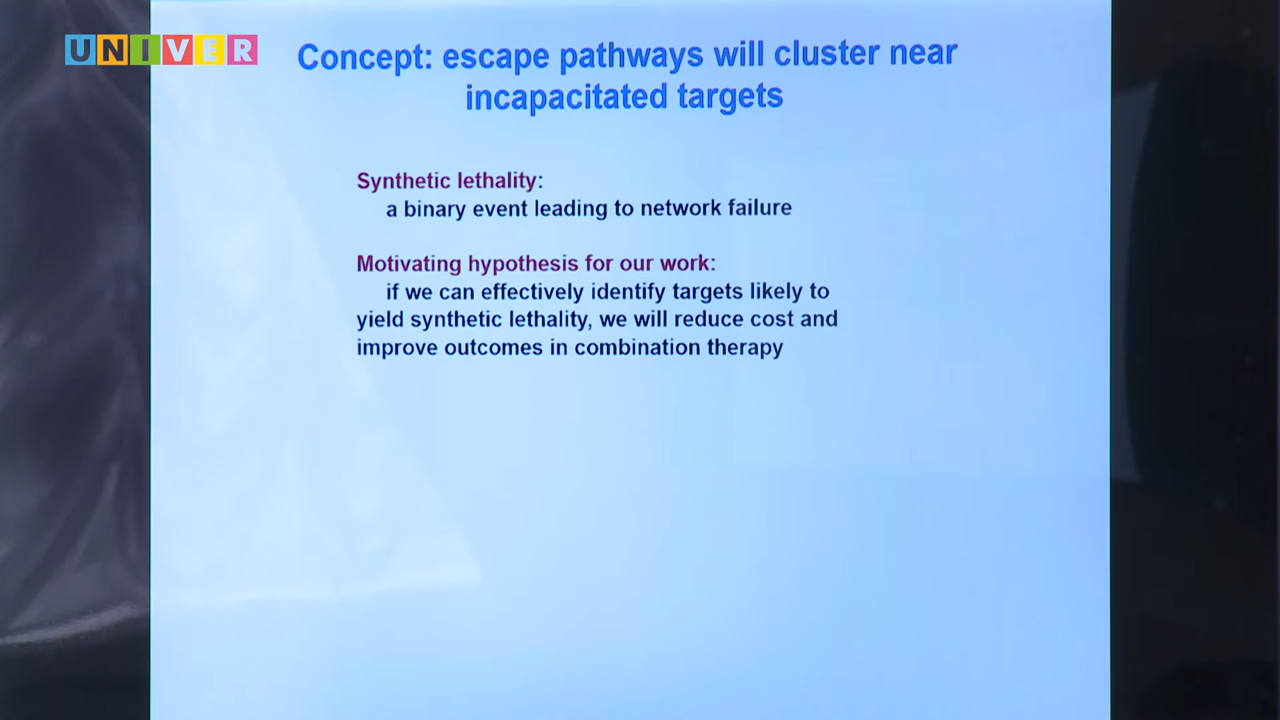 UNIVER
Concept: escape pathways will cluster near
incapacitated targets
Synthetic lethality:
a binary event leading to network failure
Motivating hypothesis for our work:
if we can effectively identify targets likely to
yield synthetic lethality, we will reduce cost and
improve outcomes in combination therapy